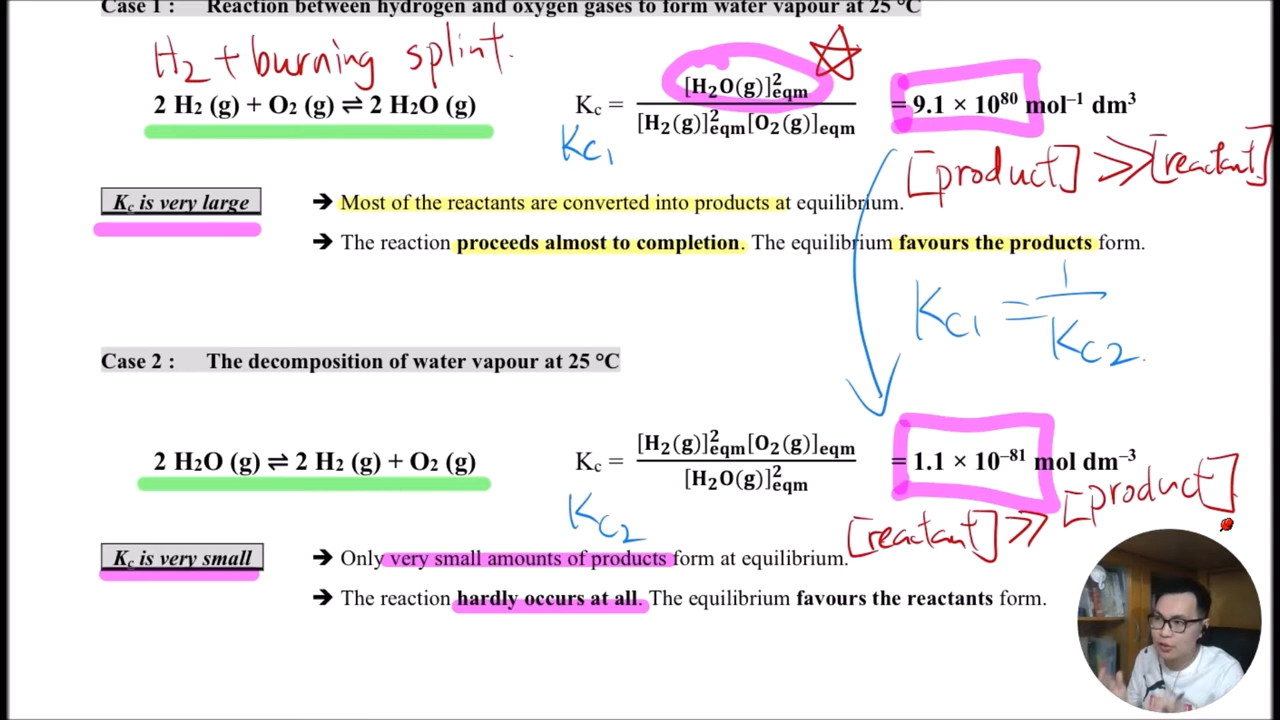 Case 1 : Reaction between hydrogen and oxygen gases to form water vapour at 25 °C
H₂ + burning splint.
2 H₂ (g) + O₂ (g) ⇌ 2 H₂O (g) K꜀ = [H₂O(g)]²eqm / [H₂(g)]²eqm[O₂(g)]eqm = 9.1 × 10⁸⁰ mol⁻¹ dm³
Kc₁
[product] ≫ [reactant]
K꜀ is very large ➔ Most of the reactants are converted into products at equilibrium.
➔ The reaction proceeds almost to completion. The equilibrium favours the products form.
Kc₁ = 1 / Kc₂.
Case 2 : The decomposition of water vapour at 25 °C
2 H₂O (g) ⇌ 2 H₂ (g) + O₂ (g) K꜀ = [H₂(g)]²eqm[O₂(g)]eqm / [H₂O(g)]²eqm = 1.1 × 10⁻⁸¹ mol dm⁻³
Kc₂
[reactant] ≫ [product]
K꜀ is very small ➔ Only very small amounts of products form at equilibrium.
➔ The reaction hardly occurs at all. The equilibrium favours the reactants form.